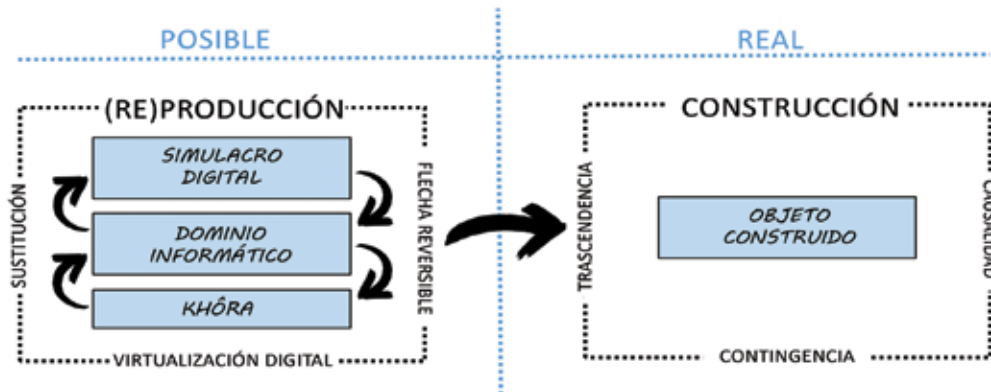 POSIBLE
REAL
(RE)PRODUCCIÓN
SIMULACRO
DIGITAL
DOMINIO
INFORMÁTICO
KHÔRA
SUSTITUCIÓN
FLECHA REVERSIBLE
VIRTUALIZACIÓN DIGITAL
CONSTRUCCIÓN
TRASCENDENCIA
OBJETO
CONSTRUIDO
CAUSALIDAD
CONTINGENCIA